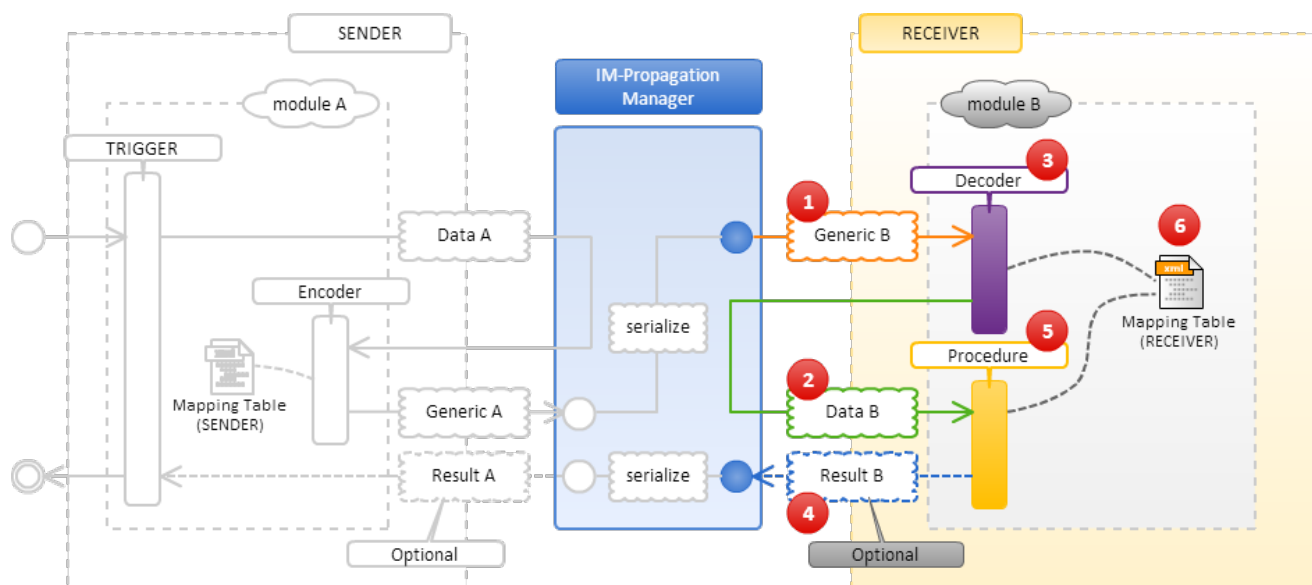 SENDER
RECEIVER
IM-Propagation
Manager
module A
module B
TRIGGER
3
Decoder
1
Data A
Generic B
6
xml
Encoder
serialize
Mapping Table
(RECEIVER)
5
Procedure
2
Mapping Table
(SENDER)
Generic A
Data B
Result A
serialize
Result B
4
Optional
Optional